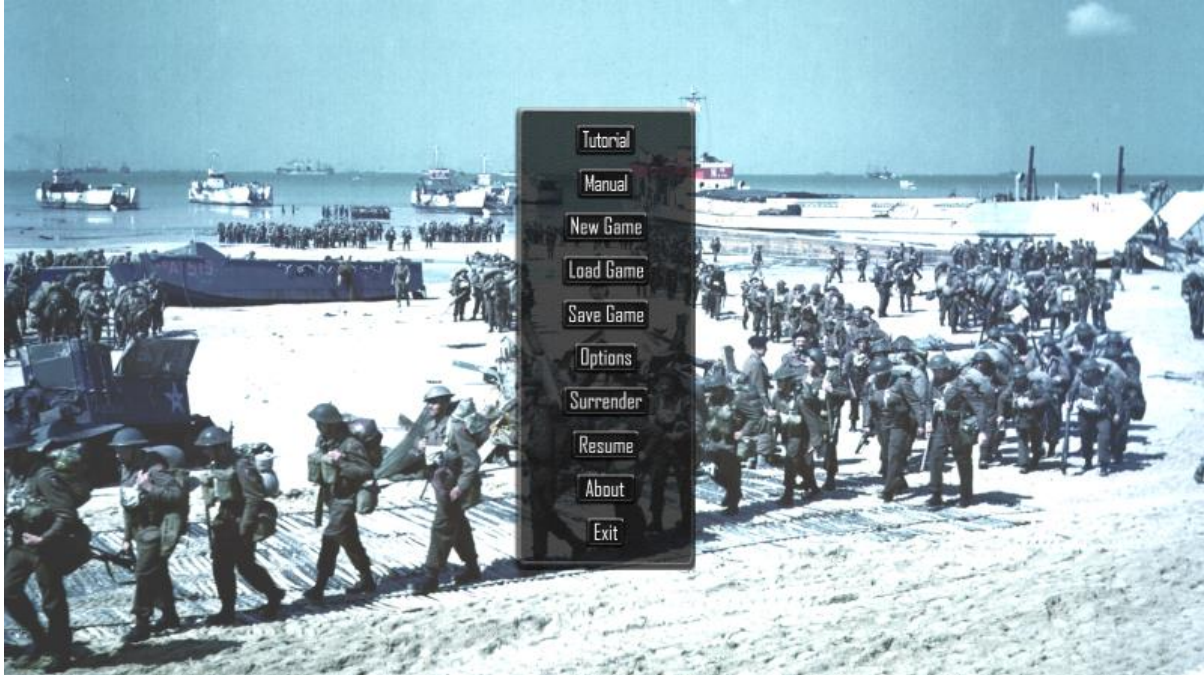 Tutorial
Manual
New Game
Load Game
Save Game
Options
Surrender
Resume
About
Exit